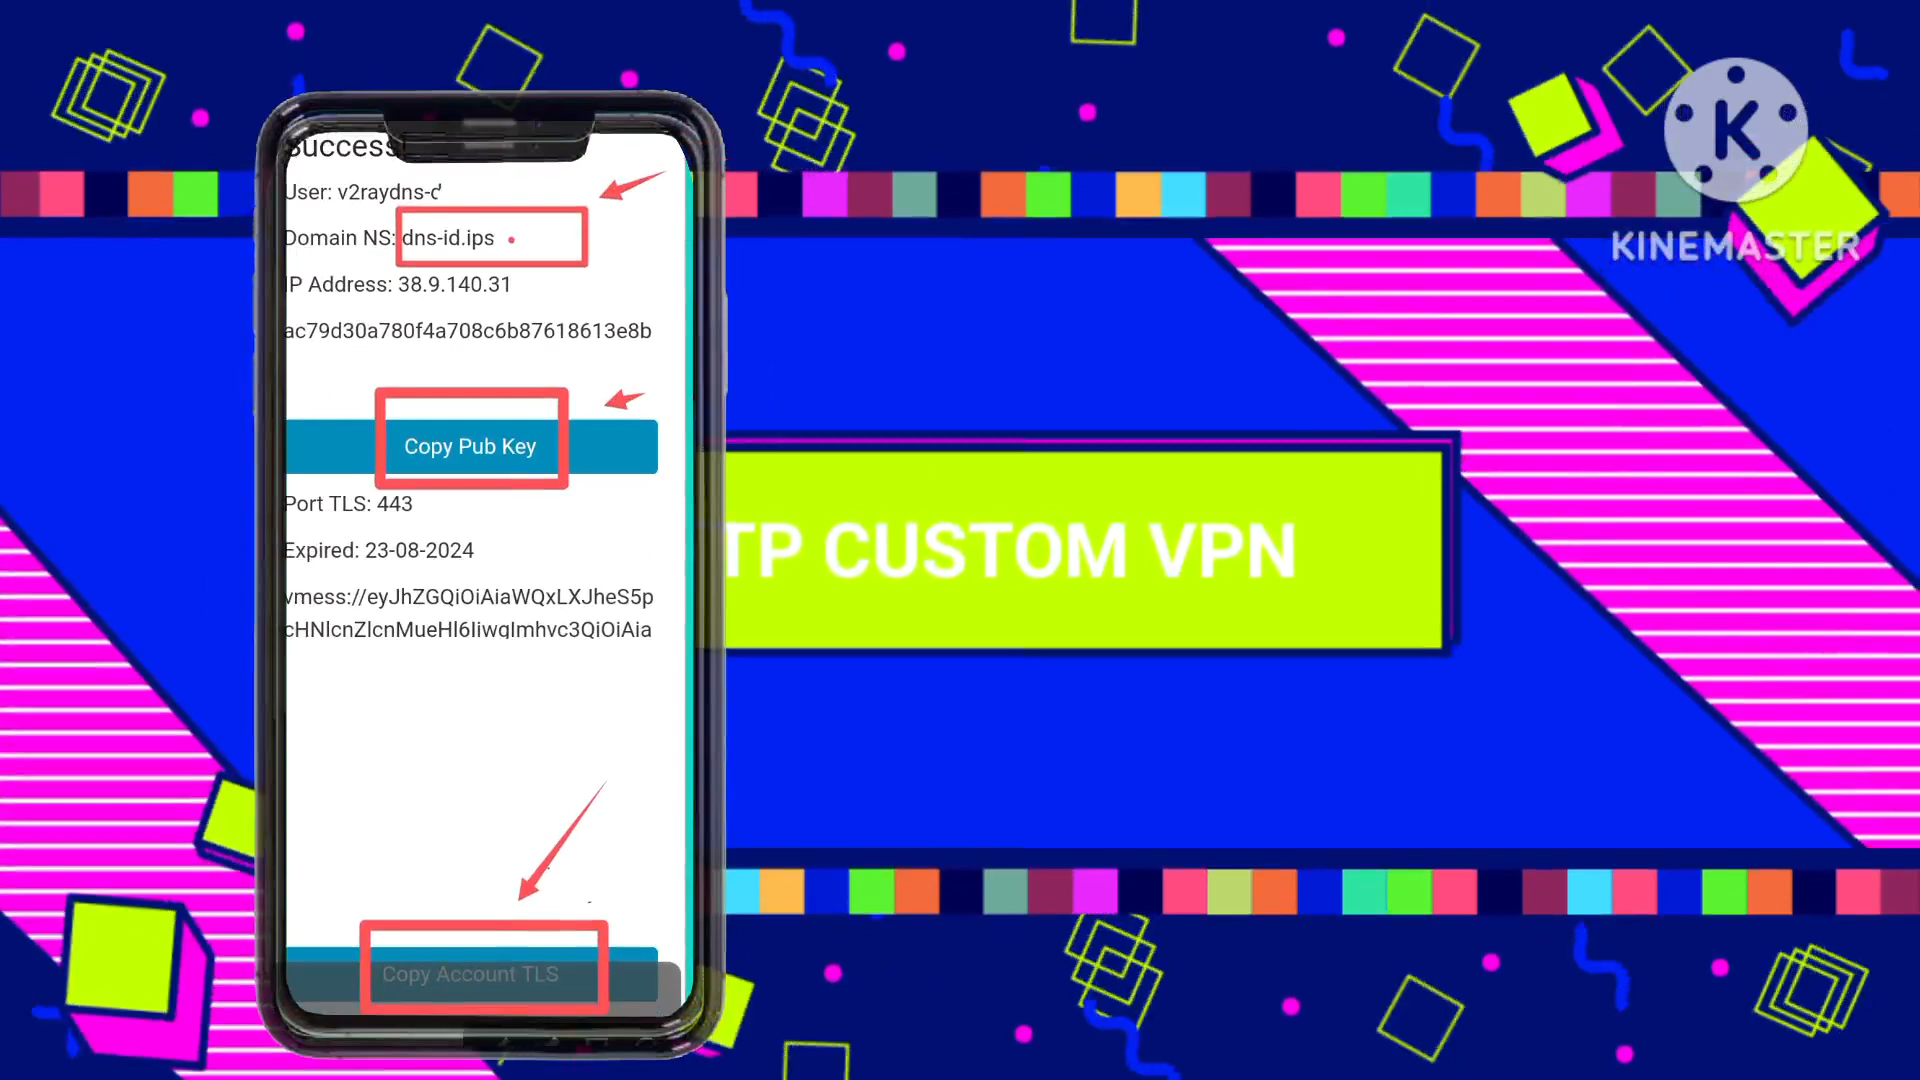 success!
User: v2raydns-
Domain NS: dns-id.ips
IP Address: 38.9.140.31
ac79d30a780f4a708c6b87618613e8b
Copy Pub Key
Port TLS: 443
Expired: 23-08-2024
vmess://eyJhZGQiOiAiaWQxLXJheS5p
cHNlcnZlcnMueHl6IiwgImhvc3QiOiAia
Copy Account TLS
TP CUSTOM VPN
K
KINEMASTER